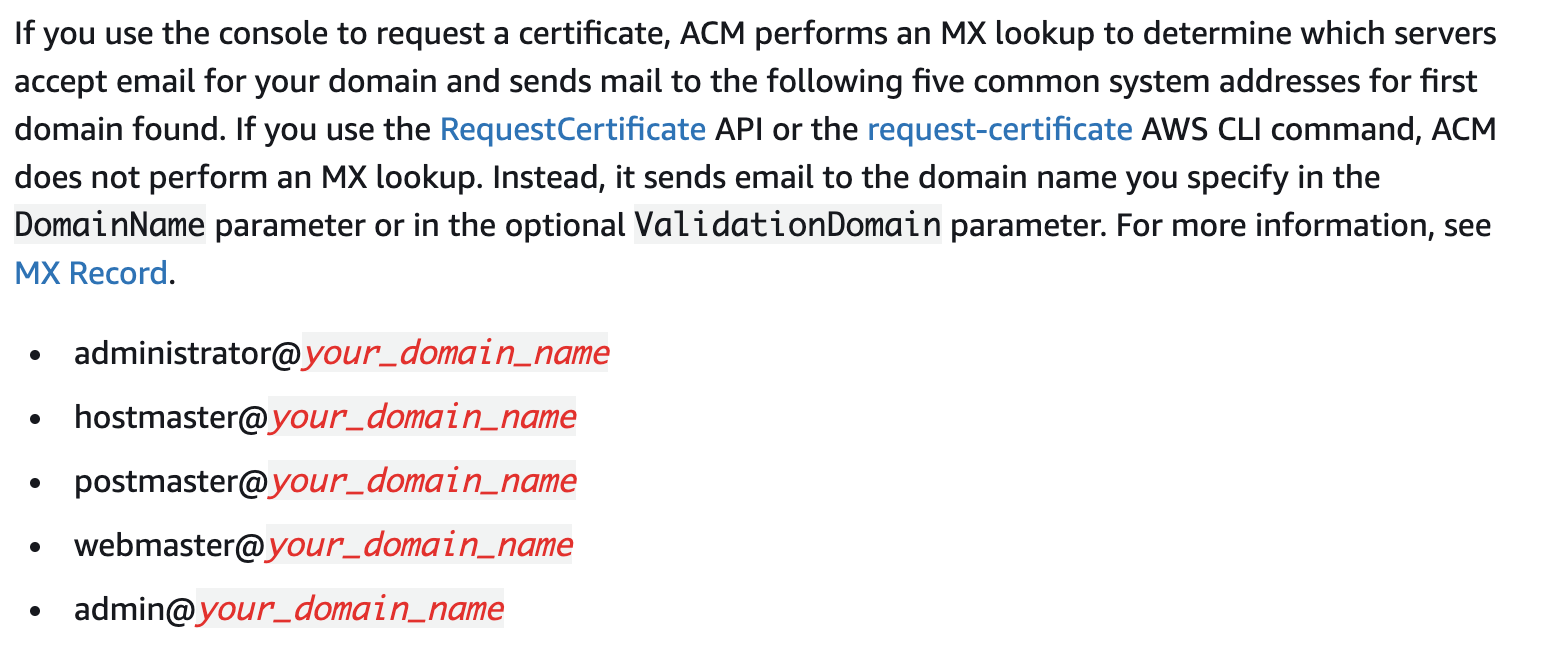 If you use the console to request a certificate, ACM performs an MX lookup to determine which servers
accept email for your domain and sends mail to the following five common system addresses for first
domain found. If you use the RequestCertificate API or the request-certificate AWS CLI command, ACM
does not perform an MX lookup. Instead, it sends email to the domain name you specify in the
DomainName parameter or in the optional ValidationDomain parameter. For more information, see
MX Record.
• administrator@your_domain_name
• hostmaster@your_domain_name
• postmaster@your_domain_name
• webmaster@your_domain_name
• admin@your_domain_name